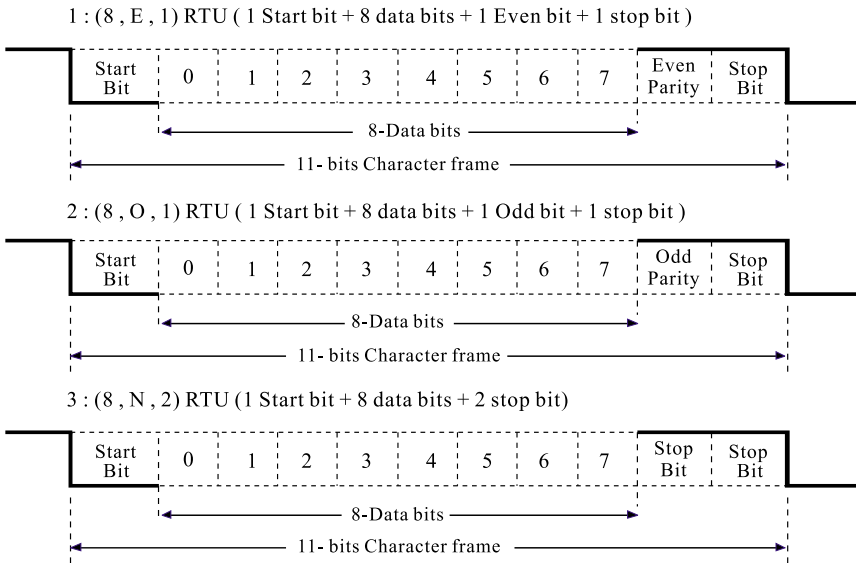 1 : (8 , E , 1) RTU ( 1 Start bit + 8 data bits + 1 Even bit + 1 stop bit )
Start Bit 0 1 2 3 4 5 6 7 Even Parity Stop Bit
8-Data bits
11- bits Character frame
2 : (8 , O , 1) RTU ( 1 Start bit + 8 data bits + 1 Odd bit + 1 stop bit )
Start Bit 0 1 2 3 4 5 6 7 Odd Parity Stop Bit
8-Data bits
11- bits Character frame
3 : (8 , N , 2) RTU (1 Start bit + 8 data bits + 2 stop bit)
Start Bit 0 1 2 3 4 5 6 7 Stop Bit Stop Bit
8-Data bits
11- bits Character frame